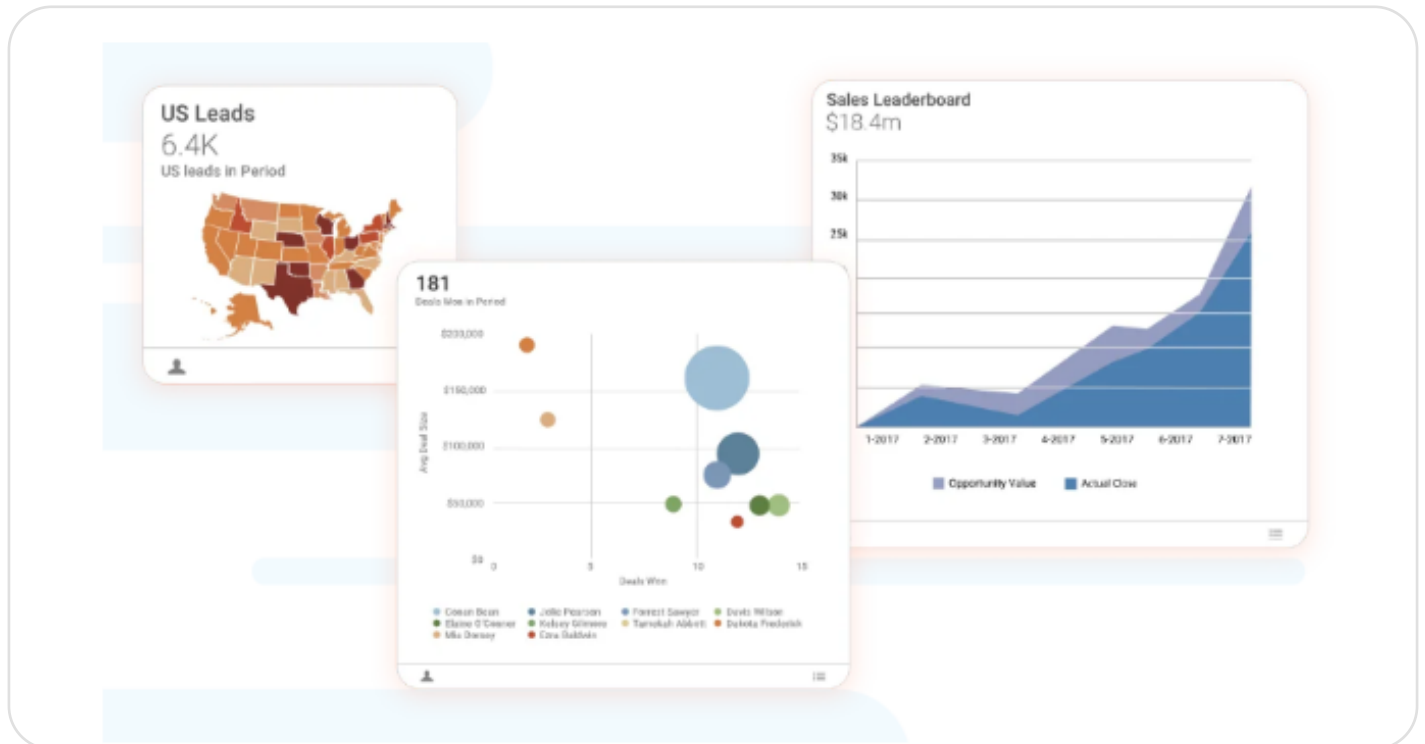 US Leads
6.4K
US leads in Period
181
Deals Won in Period
$200,000
$150,000
$100,000
$50,000
$0
Avg Deal Size
0 5 10 15
Deals Won
Conan Bean Jolie Pearson Forrest Sawyer Davis Wilson
Elaine O'Conner Kelsey Gilmore Tamekah Abbott Dakota Frederick
Mia Dorsey Ezra Baldwin
Sales Leaderboard
$18.4m
35k
30k
25k
1-2017 2-2017 3-2017 4-2017 5-2017 6-2017 7-2017
Opportunity Value Actual Close